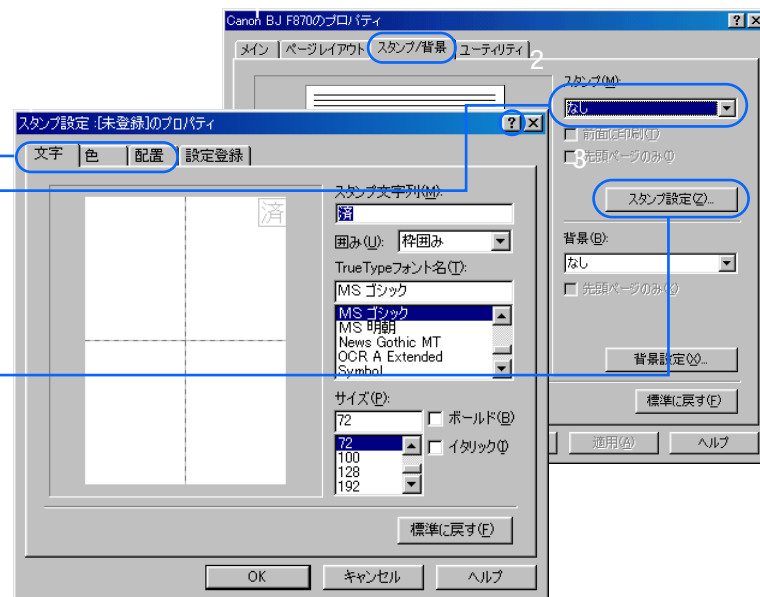 Canon BJ F870のプロパティ
メイン
ページレイアウト
スタンプ/背景
ユーティリティ
2
スタンプ(M):
なし
前面に印刷(T)
先頭ページのみ(I)
3
スタンプ設定(Z)...
背景(B):
なし
先頭ページのみ(K)
背景設定(X)...
標準に戻す(F)
適用(A)
ヘルプ
スタンプ設定 :[未登録]のプロパティ
文字
色
配置
設定登録
済
スタンプ文字列(M):
済
囲み(U):
枠囲み
TrueTypeフォント名(T):
MS ゴシック
MS ゴシック
MS 明朝
News Gothic MT
OCR A Extended
Symbol
サイズ(P):
72
72
100
128
192
ボールド(B)
イタリック(I)
標準に戻す(F)
OK
キャンセル
ヘルプ